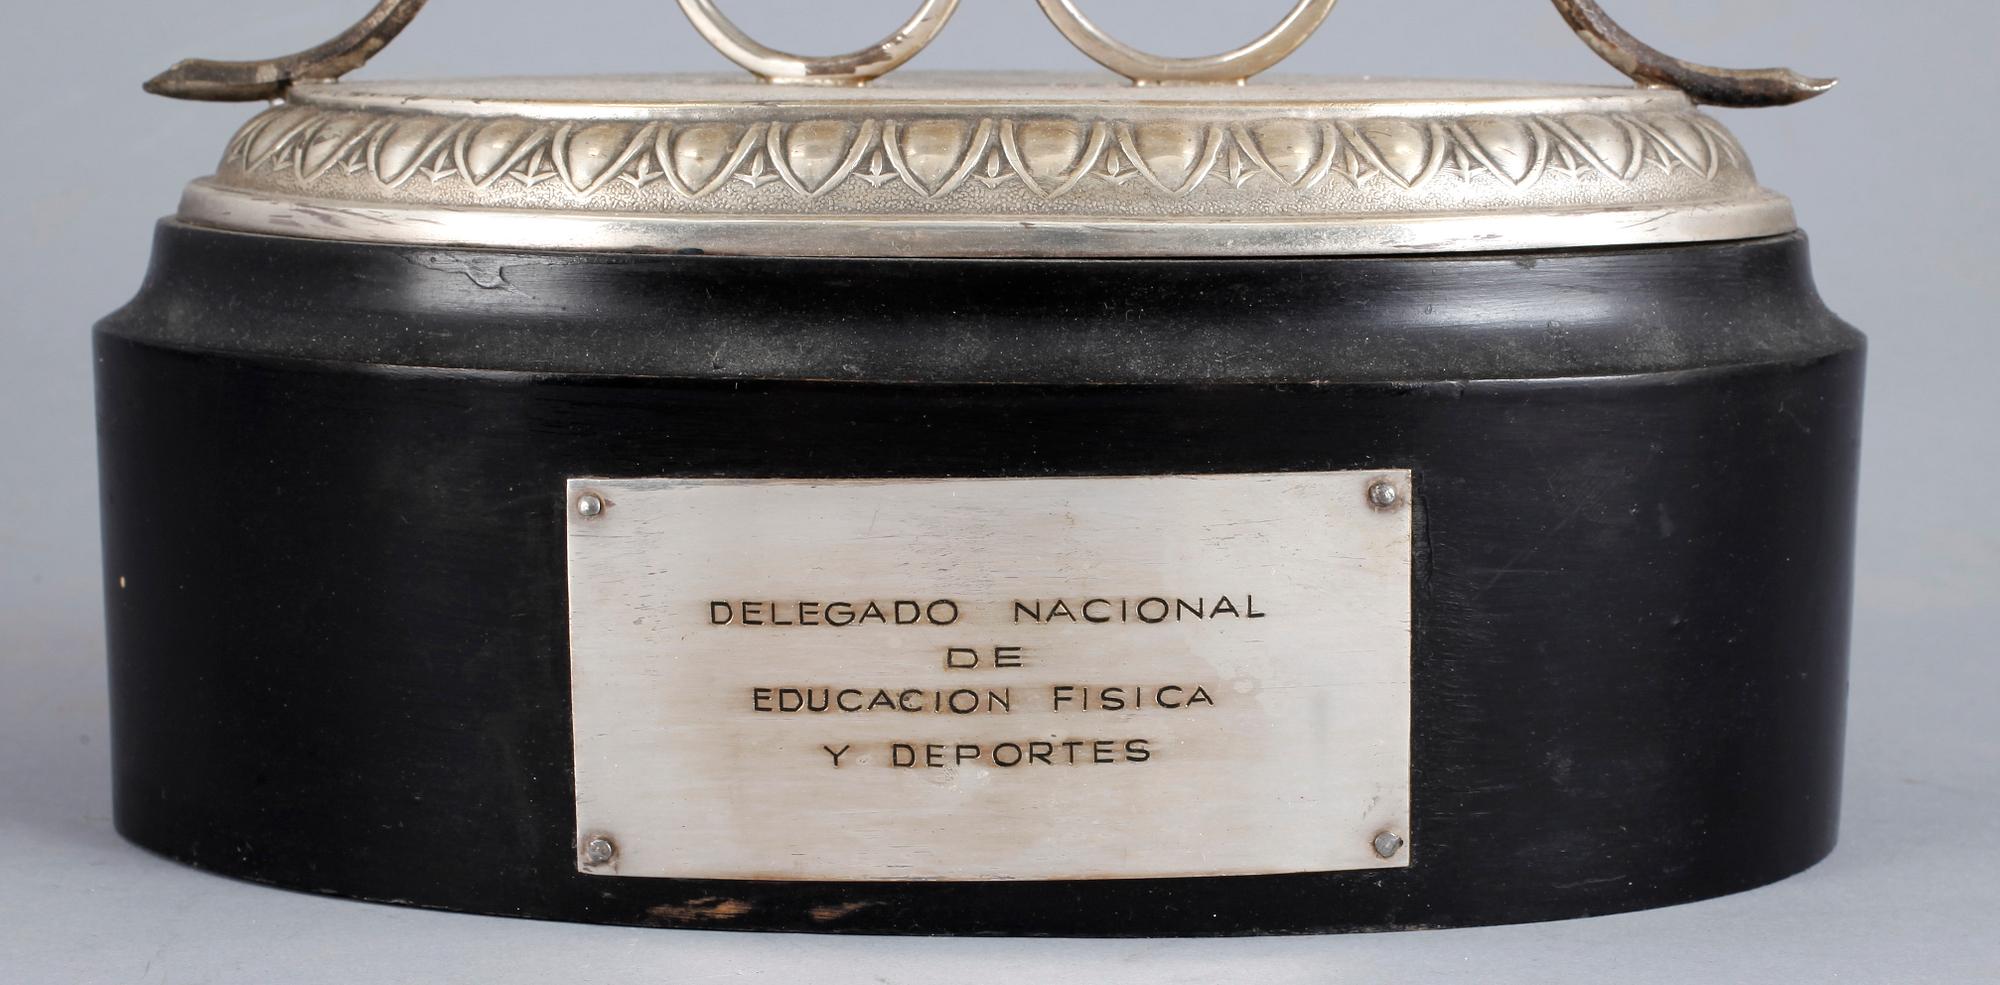 DELEGADO NACIONAL
DE
EDUCACION FISICA
Y DEPORTES